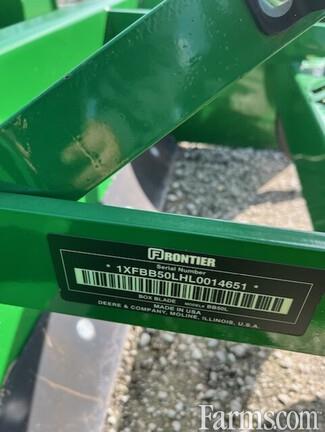 FRONTIER
Serial Number
* 1XFBB50LHL0014651 *
BOX BLADE MODEL# BB50L
MADE IN USA
DEERE & COMPANY, MOLINE, ILLINOIS, U.S.A.
Farms.com®